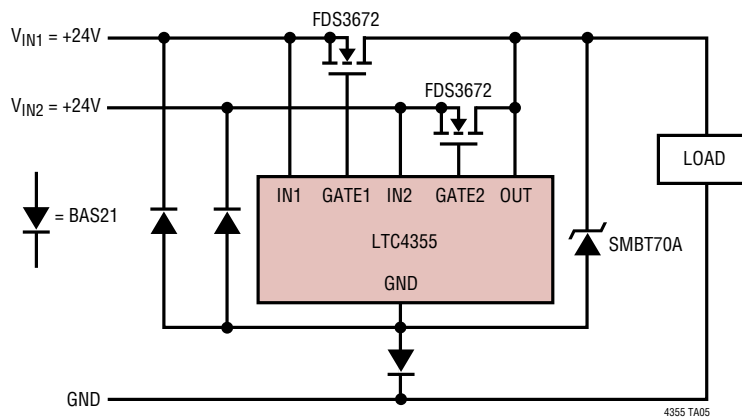 FDS3672
VIN1 = +24V
VIN2 = +24V
FDS3672
LOAD
IN1 GATE1 IN2 GATE2 OUT
= BAS21
LTC4355
SMBT70A
GND
GND
4355 TA05